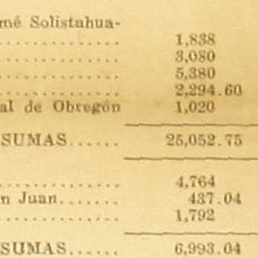 mé Solistahua-
........... 1,838
........... 3,080
........... 5,380
........... 2,294.60
al de Obregón 1,020
SUMAS...... 25,052.75
........... 4,764
n Juan...... 437.04
........... 1,792
SUMAS...... 6,993.04